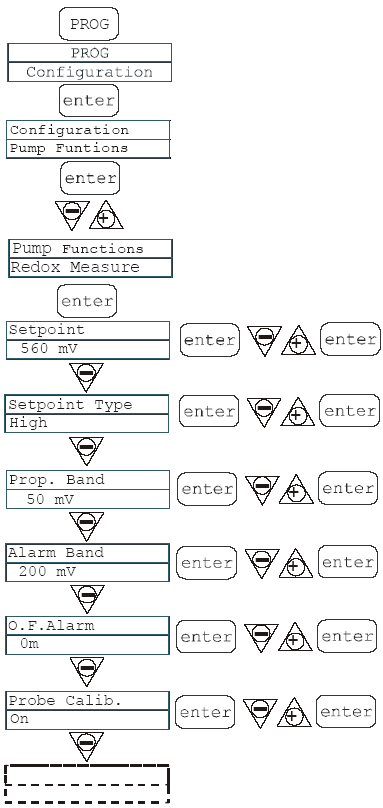 PROG
PROG
Configuration
enter
Configuration
Pump Funtions
enter
Pump Functions
Redox Measure
enter
Setpoint
560 mV
enter enter
Setpoint Type
High
enter enter
Prop. Band
50 mV
enter enter
Alarm Band
200 mV
enter enter
O.F.Alarm
0m
enter enter
Probe Calib.
On
enter enter